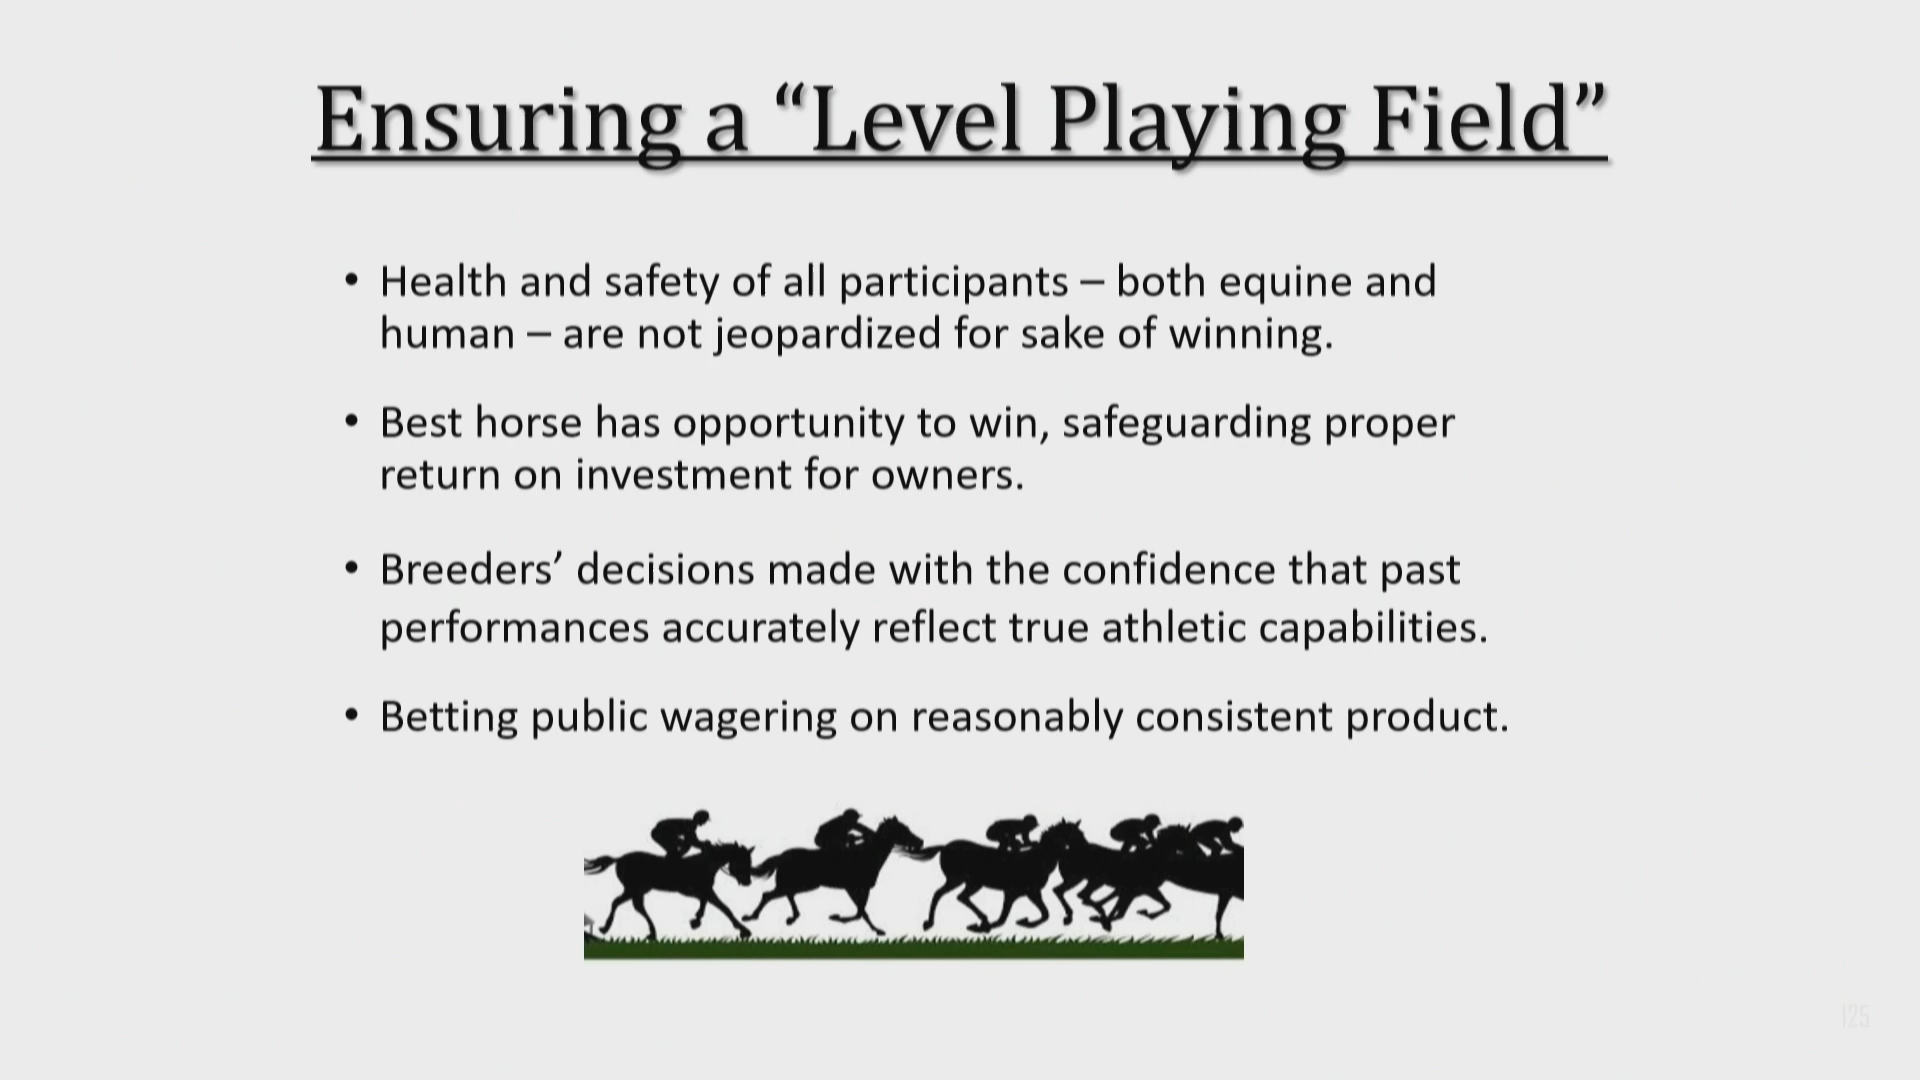 Ensuring a “Level Playing Field”
• Health and safety of all participants – both equine and
human – are not jeopardized for sake of winning.
• Best horse has opportunity to win, safeguarding proper
return on investment for owners.
• Breeders’ decisions made with the confidence that past
performances accurately reflect true athletic capabilities.
• Betting public wagering on reasonably consistent product.
125